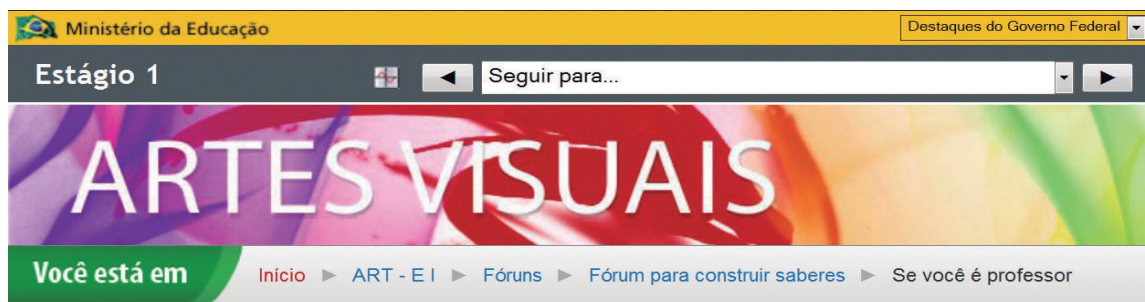 Ministério da Educação Destaques do Governo Federal
Estágio 1 Seguir para...
ARTES VISUAIS
Você está em Início ► ART - E I ► Fóruns ► Fórum para construir saberes ► Se você é professor